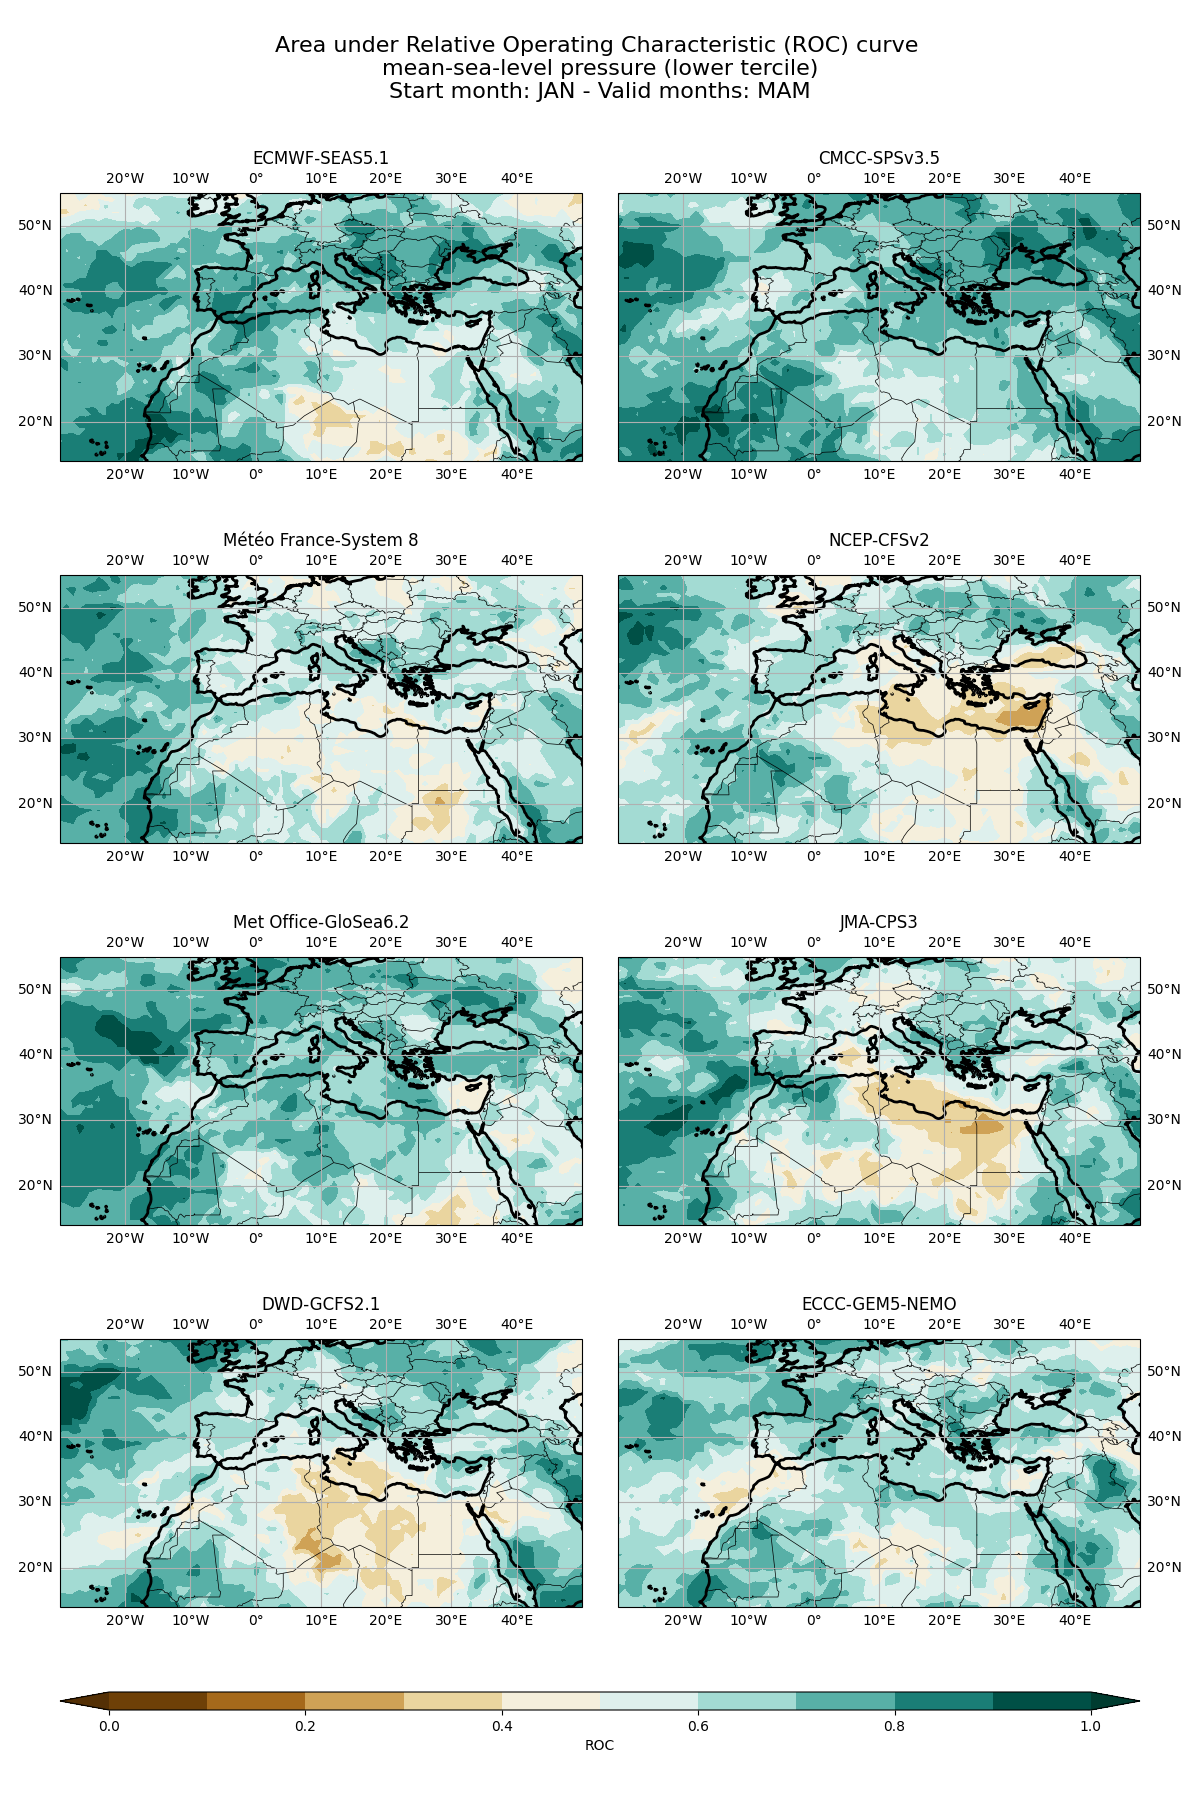 Area under Relative Operating Characteristic (ROC) curve
mean-sea-level pressure (lower tercile)
Start month: JAN - Valid months: MAM
ECMWF-SEAS5.1
20°W 10°W 0° 10°E 20°E 30°E 40°E
50°N
40°N
30°N
20°N
20°W 10°W 0° 10°E 20°E 30°E 40°E
CMCC-SPSv3.5
20°W 10°W 0° 10°E 20°E 30°E 40°E
50°N
40°N
30°N
20°N
20°W 10°W 0° 10°E 20°E 30°E 40°E
Météo France-System 8
20°W 10°W 0° 10°E 20°E 30°E 40°E
50°N
40°N
30°N
20°N
20°W 10°W 0° 10°E 20°E 30°E 40°E
NCEP-CFSv2
20°W 10°W 0° 10°E 20°E 30°E 40°E
50°N
40°N
30°N
20°N
20°W 10°W 0° 10°E 20°E 30°E 40°E
Met Office-GloSea6.2
20°W 10°W 0° 10°E 20°E 30°E 40°E
50°N
40°N
30°N
20°N
20°W 10°W 0° 10°E 20°E 30°E 40°E
JMA-CPS3
20°W 10°W 0° 10°E 20°E 30°E 40°E
50°N
40°N
30°N
20°N
20°W 10°W 0° 10°E 20°E 30°E 40°E
DWD-GCFS2.1
20°W 10°W 0° 10°E 20°E 30°E 40°E
50°N
40°N
30°N
20°N
20°W 10°W 0° 10°E 20°E 30°E 40°E
ECCC-GEM5-NEMO
20°W 10°W 0° 10°E 20°E 30°E 40°E
50°N
40°N
30°N
20°N
20°W 10°W 0° 10°E 20°E 30°E 40°E
0.0 0.2 0.4 0.6 0.8 1.0
ROC